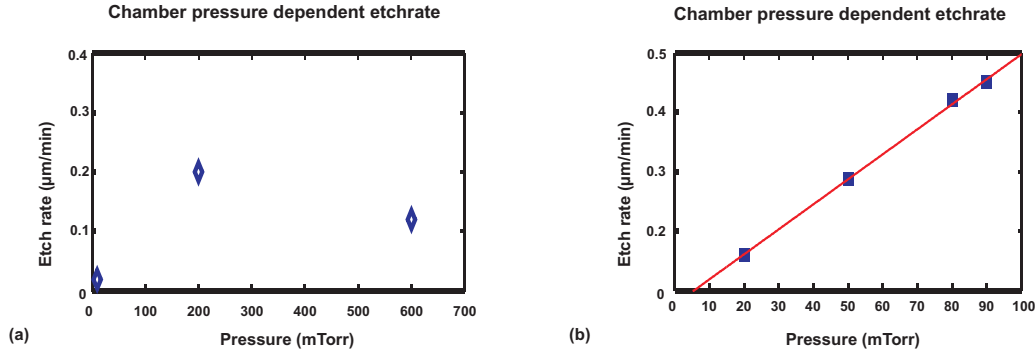 Chamber pressure dependent etchrate
0.4
0.3
0.2
0.1
0
0 100 200 300 400 500 600 700
Etch rate (µm/min)
Pressure (mTorr)
(a)
Chamber pressure dependent etchrate
0.5
0.4
0.3
0.2
0
0 10 20 30 40 50 60 70 80 90 100
Etch rate (µm/min)
Pressure (mTorr)
(b)